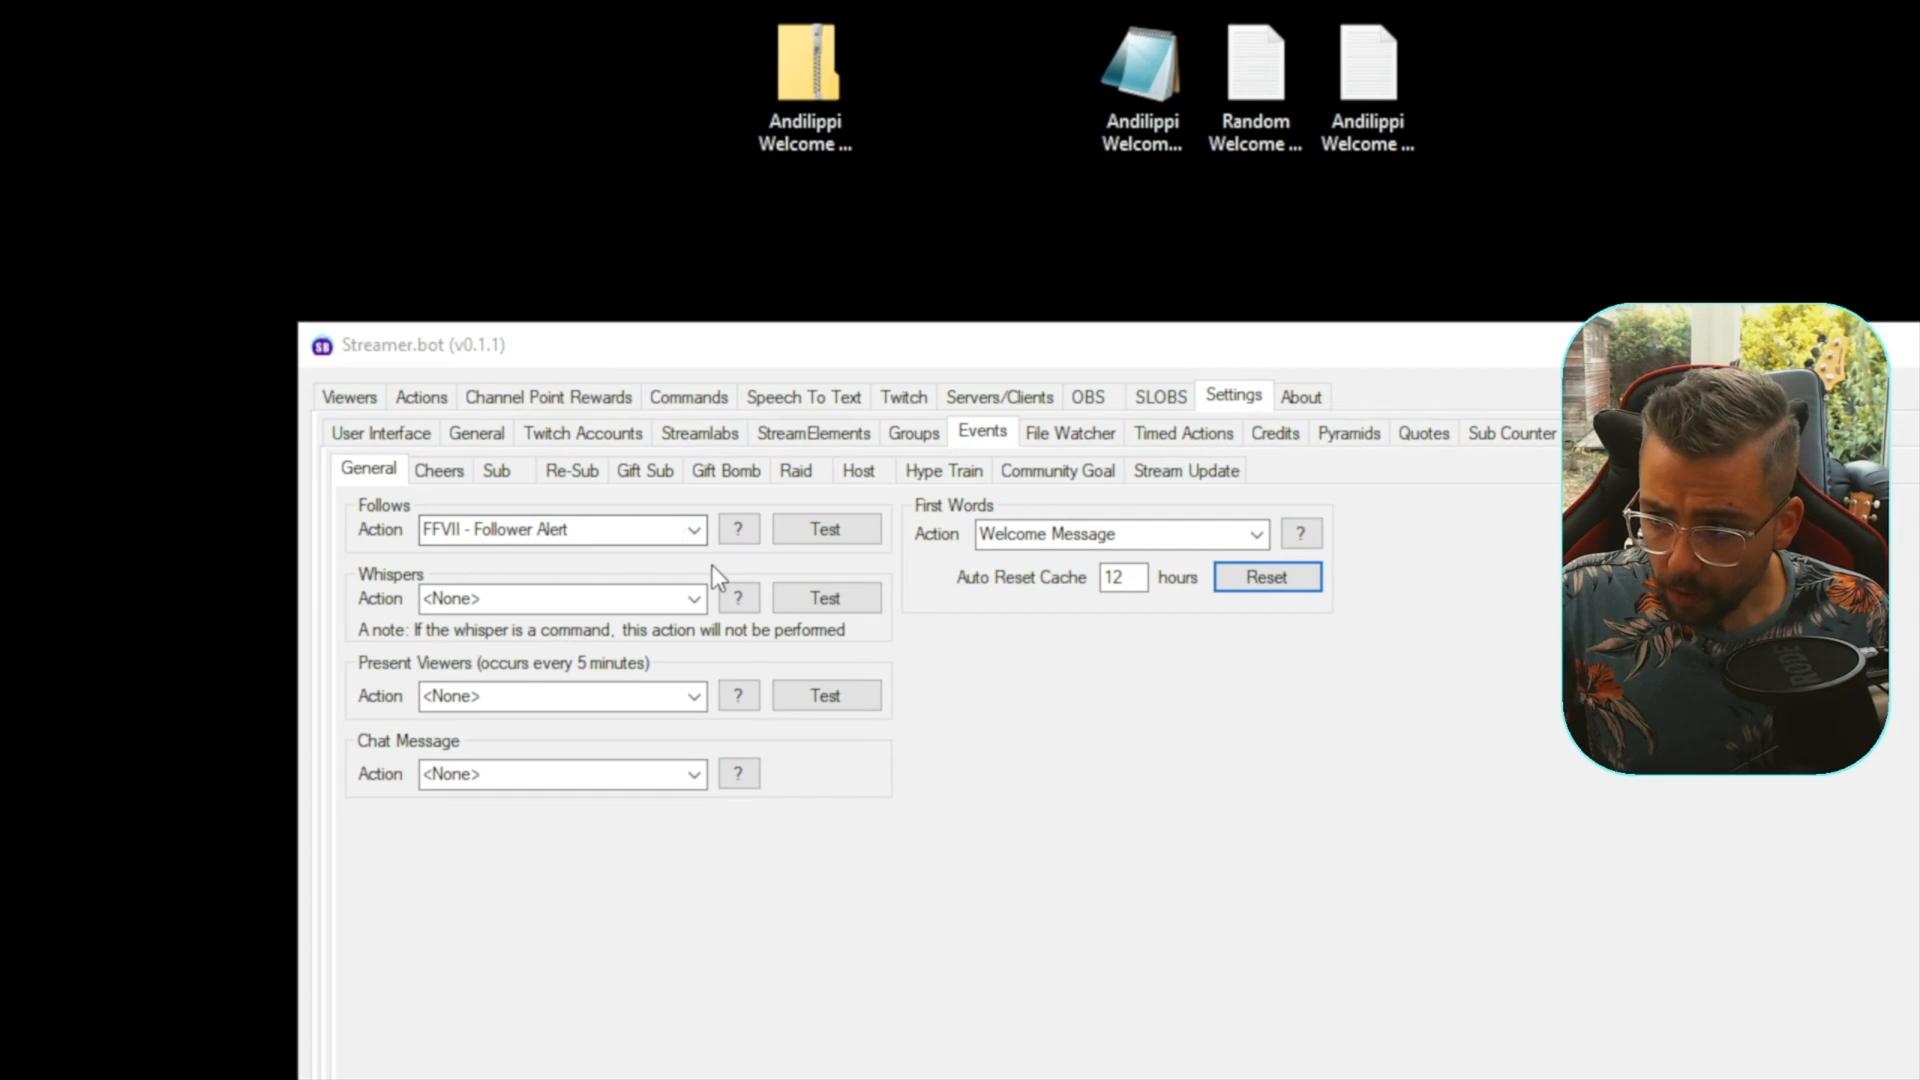 Andilippi
Welcome ...
Andilippi
Welcom...
Random
Welcome ...
Andilippi
Welcome ...
SB Streamer.bot (v0.1.1)
Viewers Actions Channel Point Rewards Commands Speech To Text Twitch Servers/Clients OBS SLOBS Settings About
User Interface General Twitch Accounts Streamlabs StreamElements Groups Events File Watcher Timed Actions Credits Pyramids Quotes Sub Counter
General Cheers Sub Re-Sub Gift Sub Gift Bomb Raid Host Hype Train Community Goal Stream Update
Follows
Action FFVII - Follower Alert ? Test
Whispers
Action <None> ? Test
A note: If the whisper is a command, this action will not be performed
Present Viewers (occurs every 5 minutes)
Action <None> ? Test
Chat Message
Action <None> ?
First Words
Action Welcome Message ?
Auto Reset Cache 12 hours Reset
RODE